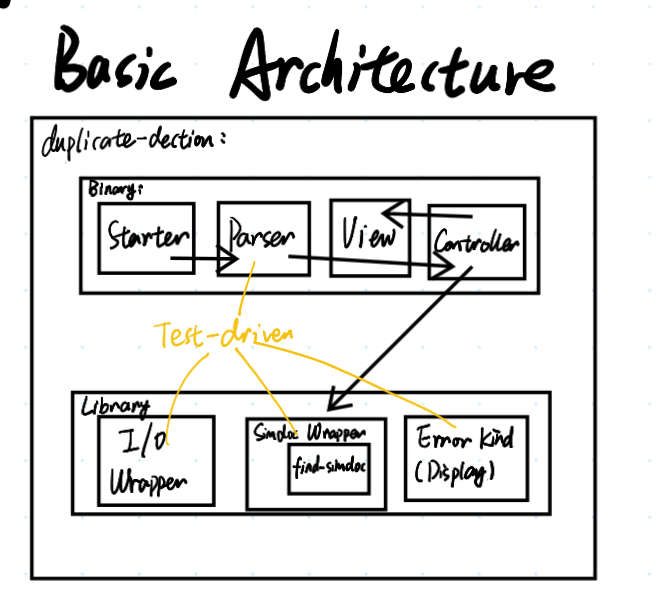 Basic Architecture
duplicate-dection:
Binary:
Starter
Parser
View
Controller
Test-driven
Library
I/O
Wrapper
Simdoc Wrapper
find-simdoc
Error Kind
(Display)